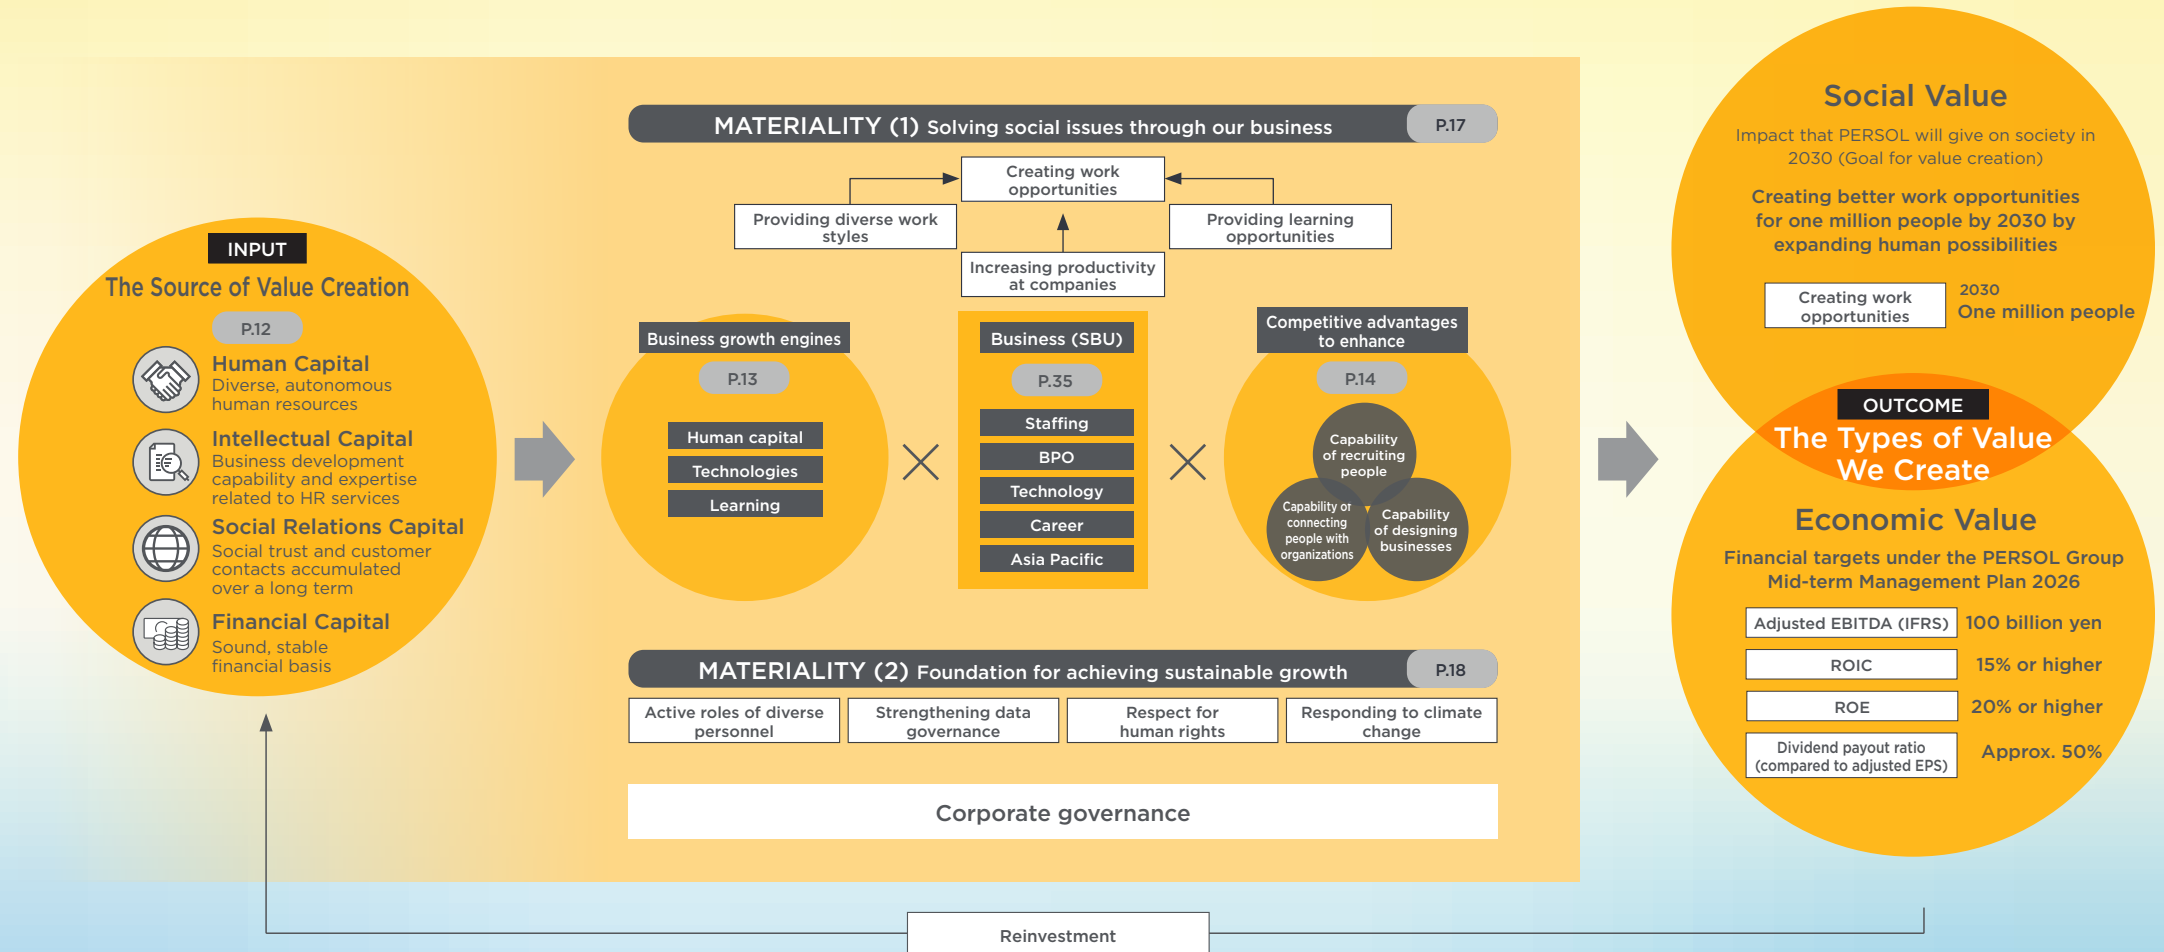 INPUT
The Source of Value Creation
P.12
Human Capital
Diverse, autonomous
human resources
Intellectual Capital
Business development
capability and expertise
related to HR services
Social Relations Capital
Social trust and customer
contacts accumulated
over a long term
Financial Capital
Sound, stable
financial basis
MATERIALITY (1) Solving social issues through our business
P.17
Creating work
opportunities
Providing diverse work
styles
Providing learning
opportunities
Increasing productivity
at companies
Business growth engines
P.13
Human capital
Technologies
Learning
Business (SBU)
P.35
Staffing
BPO
Technology
Career
Asia Pacific
Competitive advantages
to enhance
P.14
Capability
of recruiting
people
Capability of
connecting
people with
organizations
Capability
of designing
businesses
MATERIALITY (2) Foundation for achieving sustainable growth
P.18
Active roles of diverse
personnel
Strengthening data
governance
Respect for
human rights
Responding to climate
change
Corporate governance
Social Value
Impact that PERSOL will give on society in
2030 (Goal for value creation)
Creating better work opportunities
for one million people by 2030 by
expanding human possibilities
Creating work
opportunities
2030
One million people
OUTCOME
The Types of Value
We Create
Economic Value
Financial targets under the PERSOL Group
Mid-term Management Plan 2026
Adjusted EBITDA (IFRS) 100 billion yen
ROIC 15% or higher
ROE 20% or higher
Dividend payout ratio
(compared to adjusted EPS)
Approx. 50%
Reinvestment